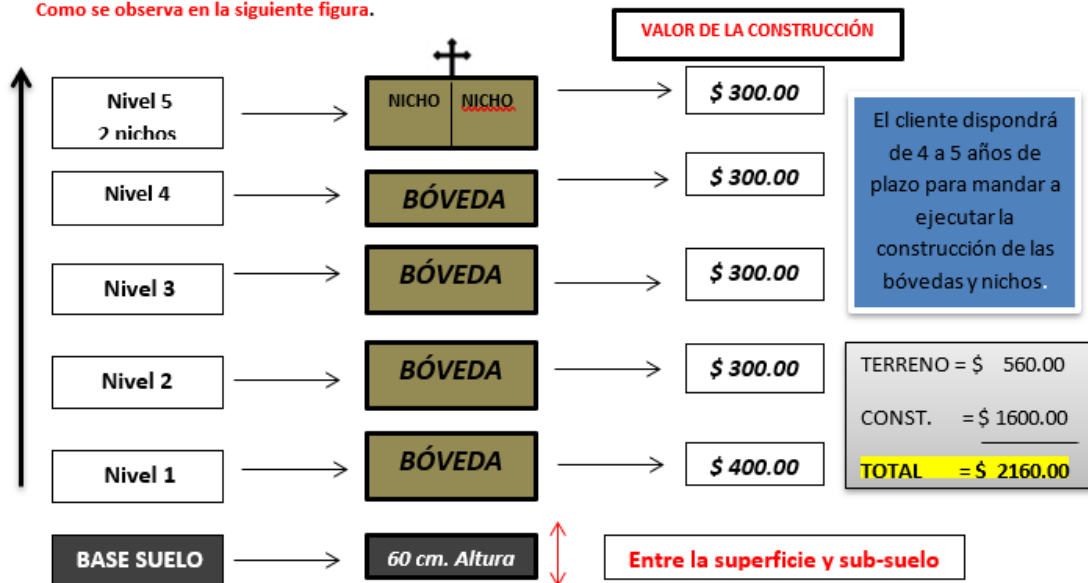 Como se observa en la siguiente figura.
VALOR DE LA CONSTRUCCIÓN
Nivel 5
2 nichos
NICHO
NICHO
$ 300.00
El cliente dispondrá
de 4 a 5 años de
plazo para mandar a
ejecutar la
construcción de las
bóvedas y nichos.
Nivel 4
BÓVEDA
$ 300.00
Nivel 3
BÓVEDA
$ 300.00
Nivel 2
BÓVEDA
$ 300.00
TERRENO = $ 560.00
CONST. = $ 1600.00
TOTAL = $ 2160.00
Nivel 1
BÓVEDA
$ 400.00
BASE SUELO
60 cm. Altura
Entre la superficie y sub-suelo